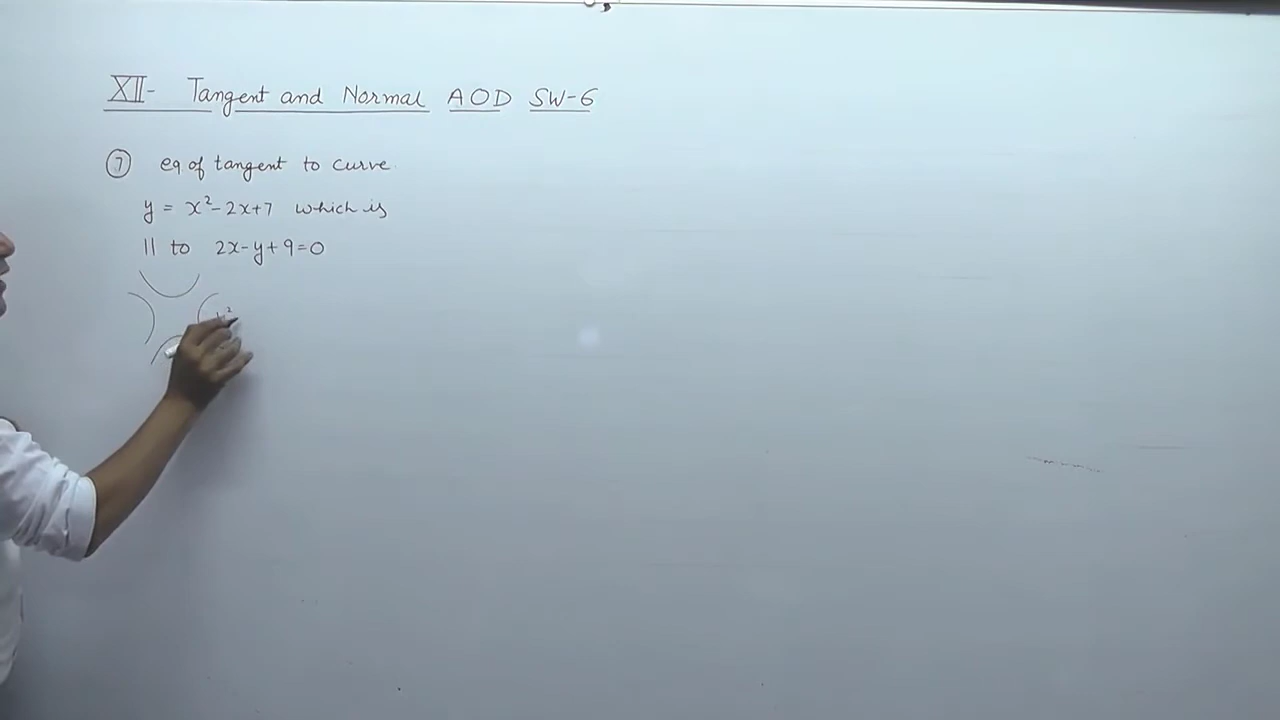 XII- Tangent and Normal AOD SW-6
⑦ eq of tangent to curve
y = x²-2x+7 which is
|| to 2x-y+9=0